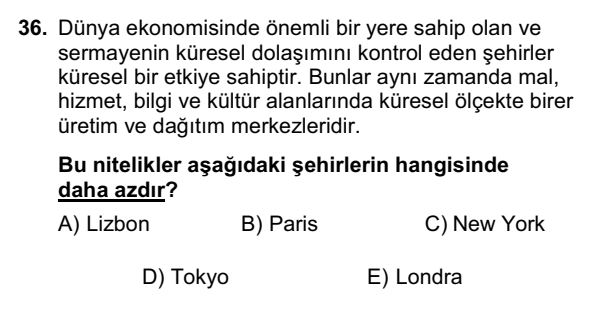 36. Dünya ekonomisinde önemli bir yere sahip olan ve
sermayenin küresel dolaşımını kontrol eden şehirler
küresel bir etkiye sahiptir. Bunlar aynı zamanda mal,
hizmet, bilgi ve kültür alanlarında küresel ölçekte birer
üretim ve dağıtım merkezleridir.
Bu nitelikler aşağıdaki şehirlerin hangisinde
daha azdır?
A) Lizbon B) Paris C) New York
D) Tokyo E) Londra